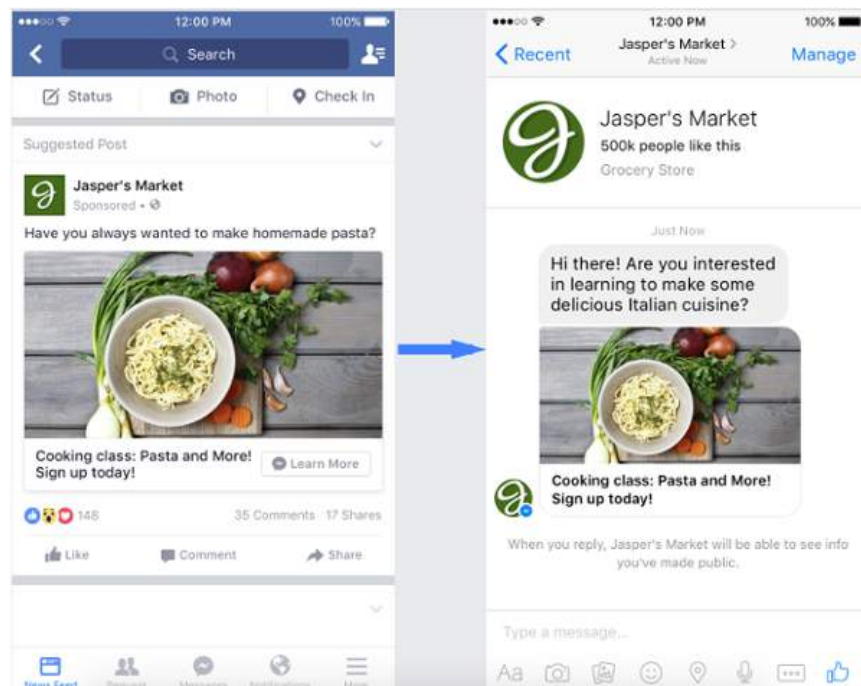 12:00 PM
100%
Search
Status
Photo
Check In
Suggested Post
Jasper's Market
Sponsored •
Have you always wanted to make homemade pasta?
Cooking class: Pasta and More!
Sign up today!
Learn More
148
35 Comments 17 Shares
Like
Comment
Share
News Feed
Messages
Notifications
More
12:00 PM
100%
Recent
Jasper's Market >
Active Now
Manage
Jasper's Market
500k people like this
Grocery Store
Just Now
Hi there! Are you interested
in learning to make some
delicious Italian cuisine?
Cooking class: Pasta and More!
Sign up today!
When you reply, Jasper's Market will be able to see info
you've made public.
Type a message...
Aa